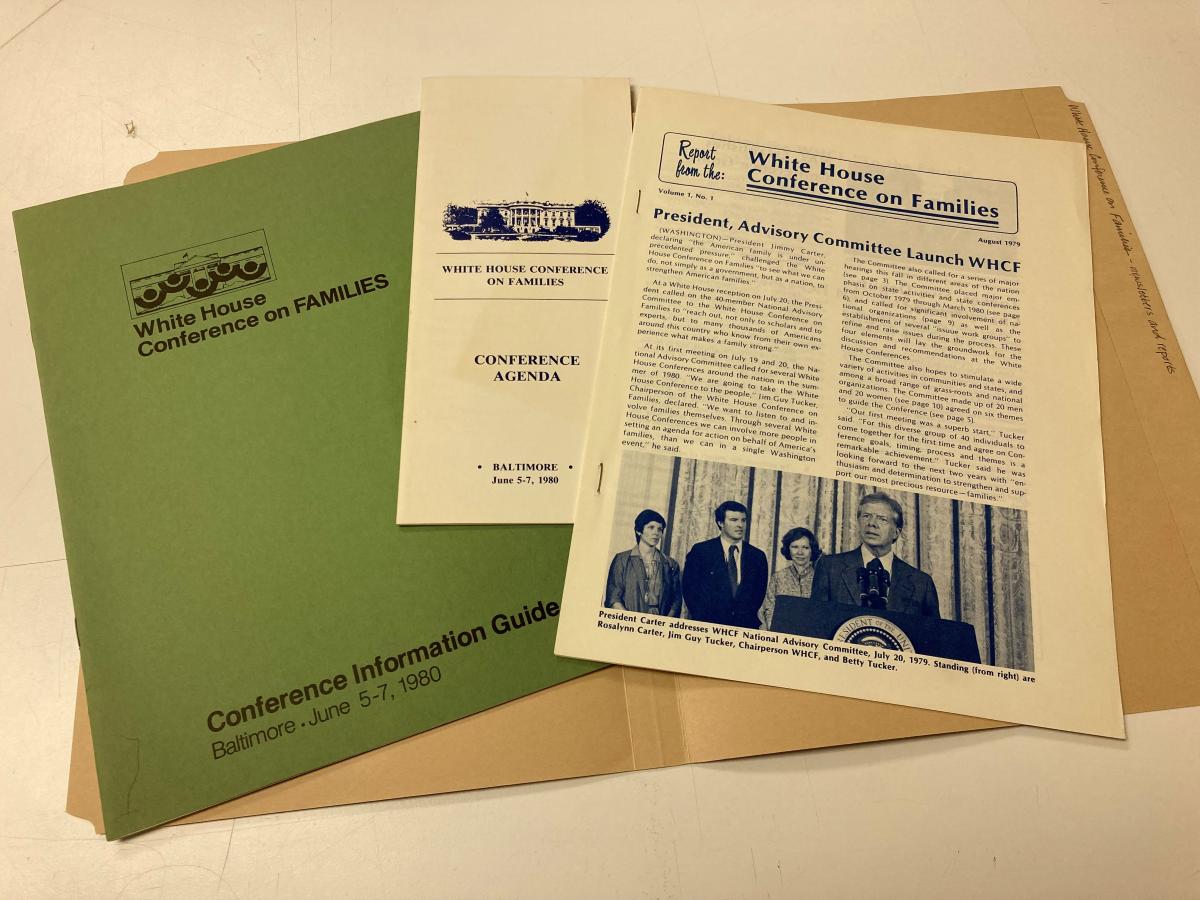 White House
Conference on FAMILIES
Conference Information Guide
Baltimore • June 5-7, 1980
WHITE HOUSE CONFERENCE
ON FAMILIES
CONFERENCE
AGENDA
• BALTIMORE •
June 5-7, 1980
Report
from the:
White House
Conference on Families
Volume 1, No. 1
August 1979
President, Advisory Committee Launch WHCF
(WASHINGTON)—President Jimmy Carter,
declaring "the American family is under un-
precedented pressure," challenged the White
House Conference on Families "to see what we can
do, not simply as a government, but as a nation, to
strengthen American families."
At a White House reception on July 20, the Presi-
dent called on the 40-member National Advisory
Committee to the White House Conference on
Families to "reach out, not only to scholars and to
experts, but to many thousands of Americans
around this country who know from their own ex-
perience what makes a family strong."
At its first meeting on July 19 and 20, the Na-
tional Advisory Committee called for several White
House Conferences around the nation in the sum-
mer of 1980. "We are going to take the White
House Conference to the people," Jim Guy Tucker,
Chairperson of the White House Conference on
Families, declared. "We want to listen to and in-
volve families themselves. Through several White
House Conferences we can involve more people in
setting an agenda for action on behalf of America's
families, than we can in a single Washington
event," he said.
The Committee also called for a series of major
hearings this fall in different areas of the nation
(see page 3). The Committee placed major em-
phasis on state activities and state conferences
from October 1979 through March 1980 (see page
6), and called for significant involvement of na-
tional organizations (page 9) as well as the
establishment of several "issuue work groups" to
refine and raise issues during the process. These
four elements will lay the groundwork for the
discussion and recommendations at the White
House Conferences.
The Committee also hopes to stimulate a wide
variety of activities in communities and states, and
among a broad range of grass-roots and national
organizations. The Committee made up of 20 men
and 20 women (see page 10) agreed on six themes
to guide the Conference (see page 5).
"Our first meeting was a superb start," Tucker
said. "For this diverse group of 40 individuals to
come together for the first time and agree on Con-
ference goals, timing, process and themes is a
remarkable achievement." Tucker said he was
looking forward to the next two years with "en-
thusiasm and determination to strengthen and sup-
port our most precious resource—families."
PRESIDENT OF THE UNI
President Carter addresses WHCF National Advisory Committee, July 20, 1979. Standing (from right) are
Rosalynn Carter, Jim Guy Tucker, Chairperson WHCF, and Betty Tucker.
White House Conference on Families - newsletters and reports